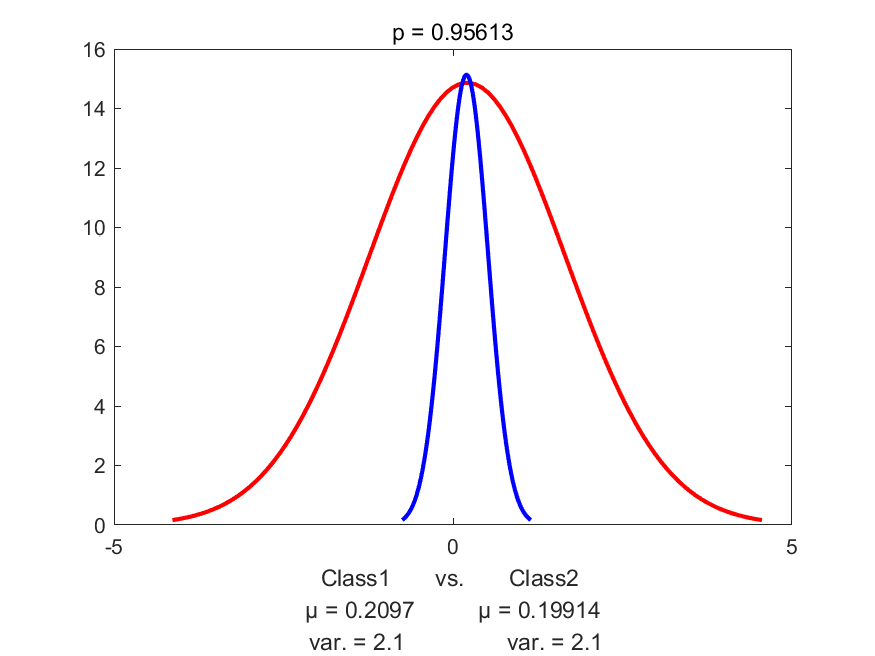 p = 0.95613
16
14
12
10
8
6
4
2
0
-5 0 5
Class1 vs. Class2
μ = 0.2097 μ = 0.19914
var. = 2.1 var. = 2.1